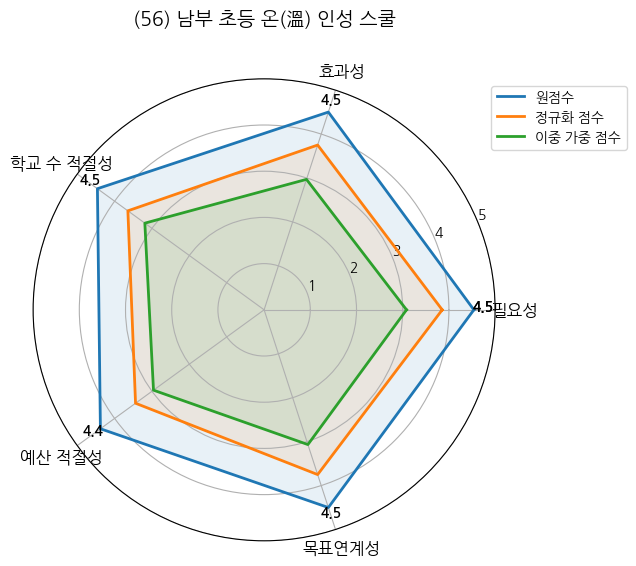 (56) 남부 초등 온(溫) 인성 스쿨
효과성
4.5
원점수
정규화 점수
이중 가중 점수
학교 수 적절성
4.5
5
4
3
2
1
4.5
필요성
4.4
예산 적절성
4.5
목표연계성